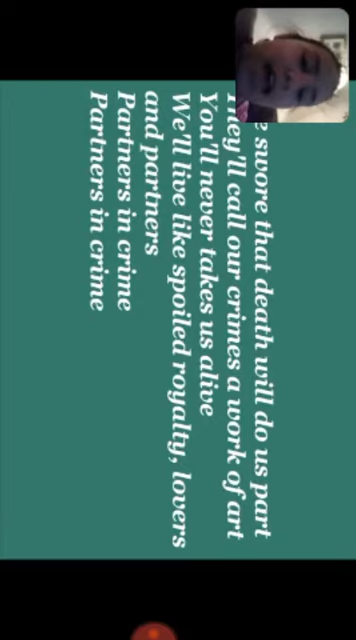 swore that death will do us part
they'll call our crimes a work of art
You'll never takes us alive
We'll live like spoiled royalty, lovers
and partners
Partners in crime
Partners in crime